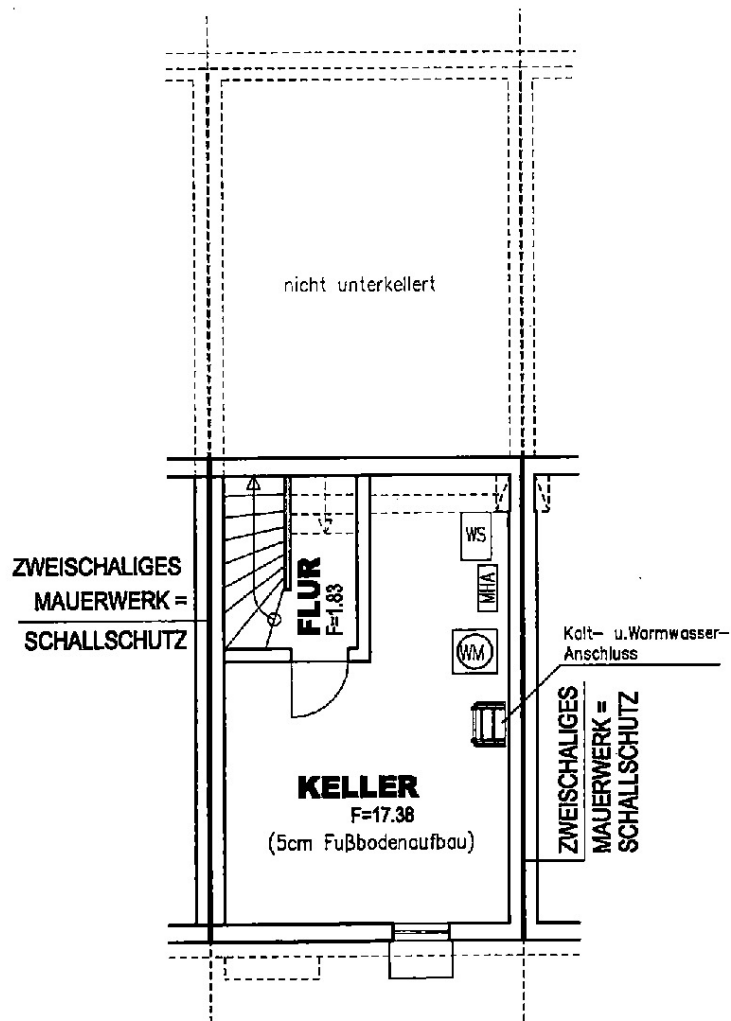 nicht unterkellert
ZWEISCHALIGES
MAUERWERK =
SCHALLSCHUTZ
FLUR
F=1.83
WS
MHA
WM
Kalt- u.Warmwasser-
Anschluss
ZWEISCHALIGES
MAUERWERK =
SCHALLSCHUTZ
KELLER
F=17.38
(5cm Fußbodenaufbau)